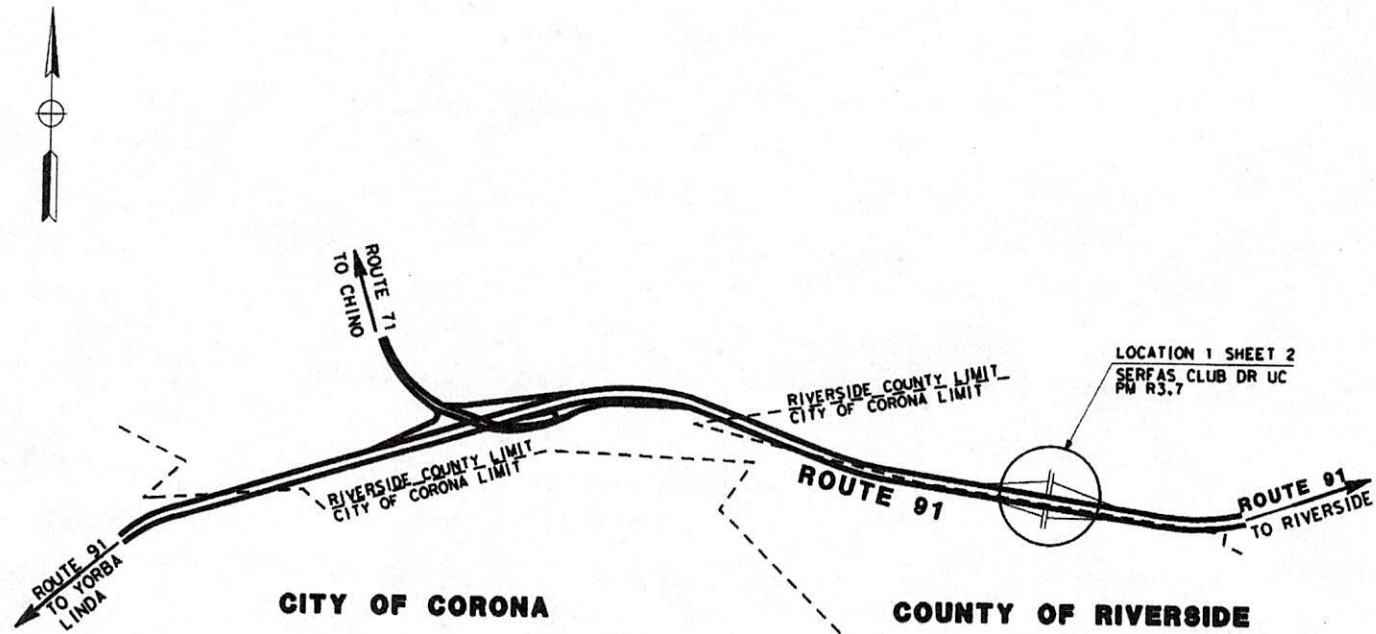 ROUTE 71
TO CHINO
LOCATION 1 SHEET 2
SERFAS CLUB DR UC
PM R3.7
RIVERSIDE COUNTY LIMIT
CITY OF CORONA LIMIT
RIVERSIDE COUNTY LIMIT
CITY OF CORONA LIMIT
ROUTE 91
ROUTE 91
TO RIVERSIDE
ROUTE 91
TO YORBA
LINDA
CITY OF CORONA
COUNTY OF RIVERSIDE